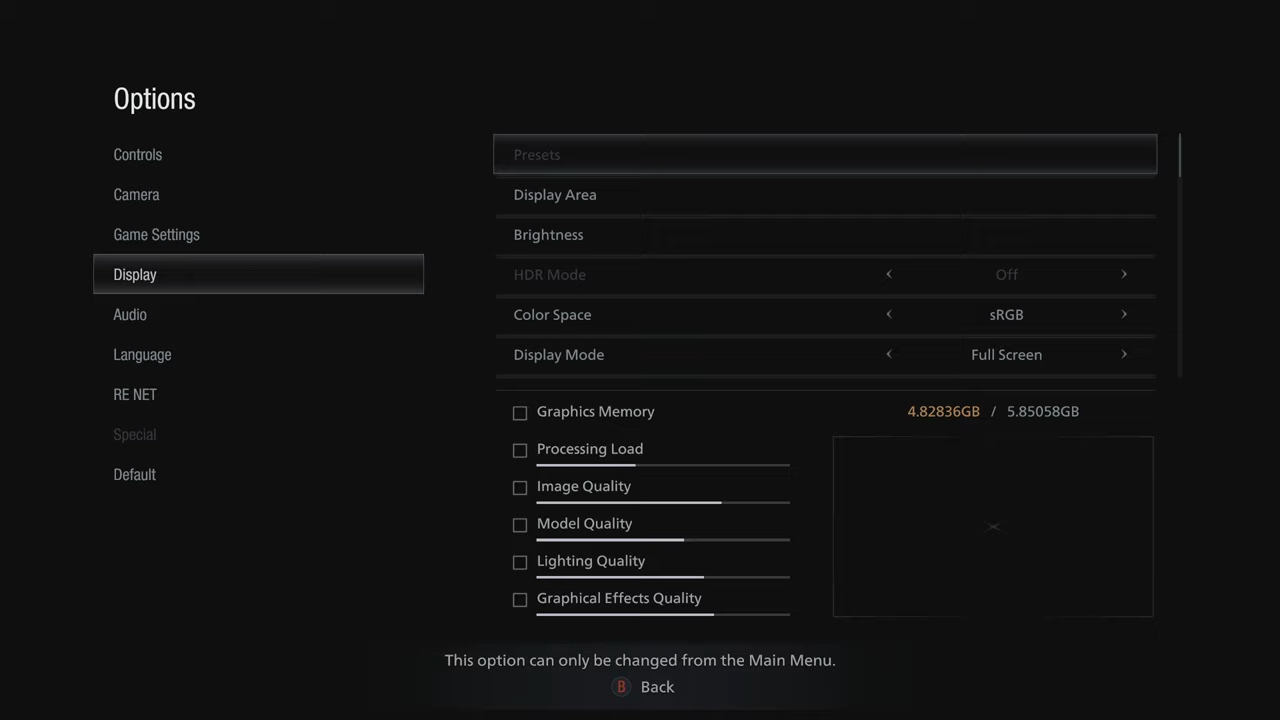 Options
Controls
Camera
Game Settings
Display
Audio
Language
RE NET
Special
Default
Presets
Display Area
Brightness
HDR Mode Off
Color Space sRGB
Display Mode Full Screen
Graphics Memory 4.82836GB / 5.85058GB
Processing Load
Image Quality
Model Quality
Lighting Quality
Graphical Effects Quality
This option can only be changed from the Main Menu.
B Back